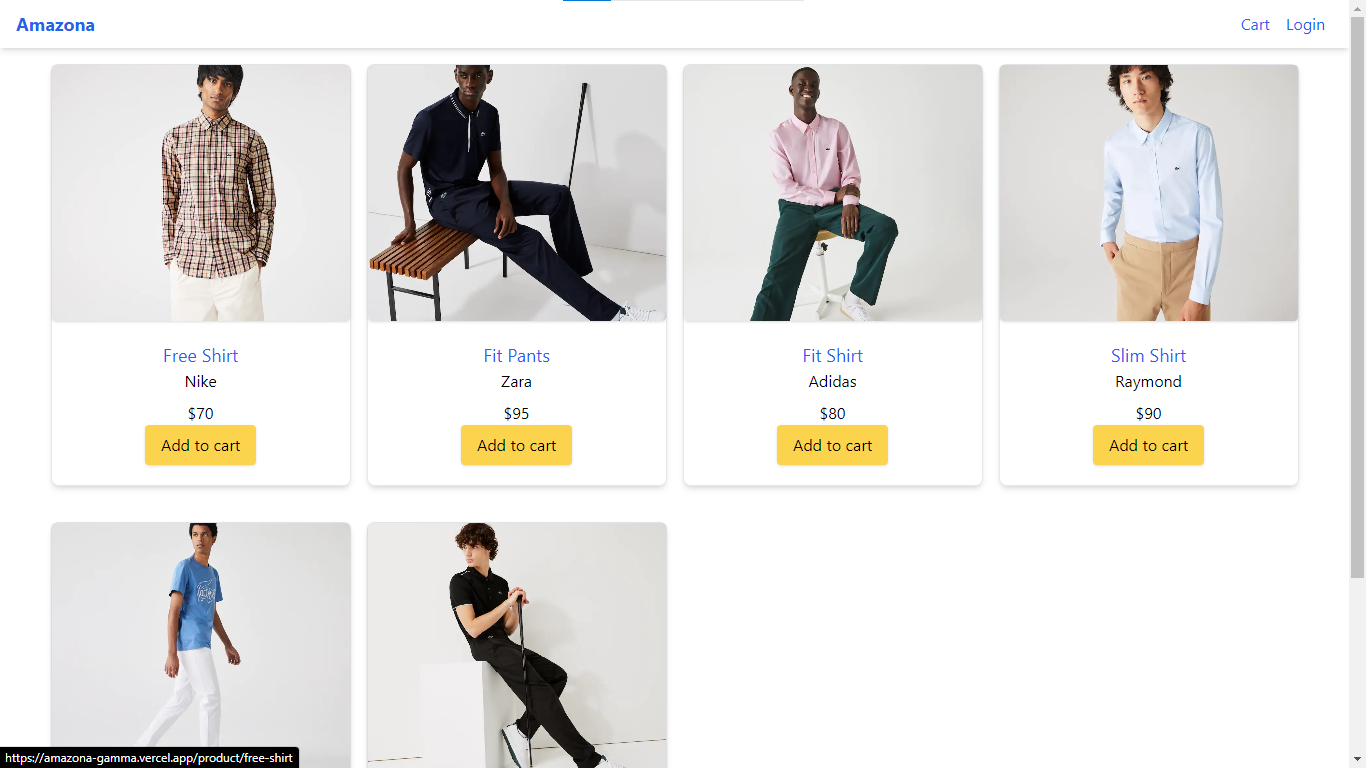 Amazona
Cart Login
Free Shirt
Nike
$70
Add to cart
Fit Pants
Zara
$95
Add to cart
Fit Shirt
Adidas
$80
Add to cart
Slim Shirt
Raymond
$90
Add to cart
https://amazona-gamma.vercel.app/product/free-shirt